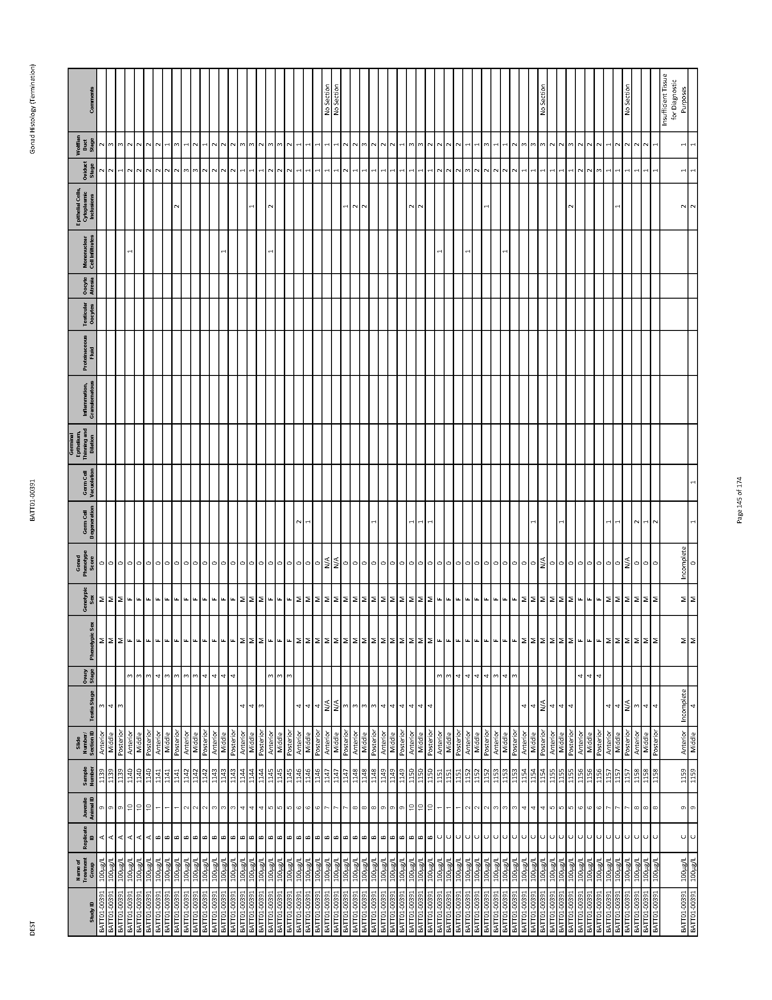 DEST BATT01-00391 Gonad Histology (Termination)
Study ID Name of Treatment Group Replicate ID Juvenile Animal ID Sample Number Slide Number/ Section ID Testis Stage Ovary Stage Phenotypic Sex Genotypic Sex Gonad Phenotype Score Germ Cell Degeneration Germ Cell Vacuolation Germinal Epthelium, Thinning and Dilation Inflammation, Granulomatous Proteinaceous Fluid Testicular Oocytes Oocyte Atresia Mononuclear Cell Infiltrates Epithelial Cells, Cytoplasmic Inclusions Oviduct Stage Wolffian Duct Stage Comments
BATT01-00391 100µg/L A 9 1139 Anterior 3 M M 0 2 2
BATT01-00391 100µg/L A 9 1139 Middle 4 M M 0 2 3
BATT01-00391 100µg/L A 9 1139 Posterior 3 M M 0 1 3
BATT01-00391 100µg/L A 10 1140 Anterior 3 F F 0 1 2 2
BATT01-00391 100µg/L A 10 1140 Middle 3 F F 0 2 2
BATT01-00391 100µg/L A 10 1140 Posterior 3 F F 0 2 2
BATT01-00391 100µg/L B 1 1141 Anterior 4 F F 0 2 2
BATT01-00391 100µg/L B 1 1141 Middle 3 F F 0 2 1
BATT01-00391 100µg/L B 1 1141 Posterior 3 F F 0 2 2 3
BATT01-00391 100µg/L B 2 1142 Anterior 3 F F 0 3 1
BATT01-00391 100µg/L B 2 1142 Middle 3 F F 0 3 2
BATT01-00391 100µg/L B 2 1142 Posterior 4 F F 0 2 1
BATT01-00391 100µg/L B 3 1143 Anterior 4 F F 0 2 2
BATT01-00391 100µg/L B 3 1143 Middle 4 F F 0 1 2 2
BATT01-00391 100µg/L B 3 1143 Posterior 4 F F 0 2 2
BATT01-00391 100µg/L B 4 1144 Anterior 4 M M 0 1 3
BATT01-00391 100µg/L B 4 1144 Middle 4 M M 0 1 1 3
BATT01-00391 100µg/L B 4 1144 Posterior 3 M M 0 1 2
BATT01-00391 100µg/L B 5 1145 Anterior 3 F F 0 1 2 2 3
BATT01-00391 100µg/L B 5 1145 Middle 3 F F 0 2 3
BATT01-00391 100µg/L B 5 1145 Posterior 3 F F 0 2 2
BATT01-00391 100µg/L B 6 1146 Anterior 4 M M 0 2 1 1
BATT01-00391 100µg/L B 6 1146 Middle 4 M M 0 1 1 1
BATT01-00391 100µg/L B 6 1146 Posterior 4 M M 0 1 1
BATT01-00391 100µg/L B 7 1147 Anterior N/A M M N/A 1 1 No Section
BATT01-00391 100µg/L B 7 1147 Middle N/A M M N/A 1 1 No Section
BATT01-00391 100µg/L B 7 1147 Posterior 3 M M 0 1 2 2
BATT01-00391 100µg/L B 8 1148 Anterior 3 M M 0 2 1 2
BATT01-00391 100µg/L B 8 1148 Middle 3 M M 0 2 1 3
BATT01-00391 100µg/L B 8 1148 Posterior 3 M M 0 1 1 2
BATT01-00391 100µg/L B 9 1149 Anterior 4 M M 0 1 2
BATT01-00391 100µg/L B 9 1149 Middle 4 M M 0 1 2
BATT01-00391 100µg/L B 9 1149 Posterior 4 M M 0 1 1
BATT01-00391 100µg/L B 10 1150 Anterior 4 M M 0 1 2 1 3
BATT01-00391 100µg/L B 10 1150 Middle 4 M M 0 1 2 1 3
BATT01-00391 100µg/L B 10 1150 Posterior 4 M M 0 1 1 2
BATT01-00391 100µg/L C 1 1151 Anterior 3 F F 0 1 2 2
BATT01-00391 100µg/L C 1 1151 Middle 3 F F 0 2 2
BATT01-00391 100µg/L C 1 1151 Posterior 4 F F 0 2 2
BATT01-00391 100µg/L C 2 1152 Anterior 4 F F 0 1 3 1
BATT01-00391 100µg/L C 2 1152 Middle 4 F F 0 2 1
BATT01-00391 100µg/L C 2 1152 Posterior 4 F F 0 1 2 3
BATT01-00391 100µg/L C 3 1153 Anterior 3 F F 0 2 1
BATT01-00391 100µg/L C 3 1153 Middle 4 F F 0 1 2 1
BATT01-00391 100µg/L C 3 1153 Posterior 3 F F 0 2 2
BATT01-00391 100µg/L C 4 1154 Anterior 4 M M 0 1 3
BATT01-00391 100µg/L C 4 1154 Middle 4 M M 0 1 1 3
BATT01-00391 100µg/L C 4 1154 Posterior N/A M M N/A 1 3 No Section
BATT01-00391 100µg/L C 5 1155 Anterior 4 M M 0 1 2
BATT01-00391 100µg/L C 5 1155 Middle 4 M M 0 1 1 2
BATT01-00391 100µg/L C 5 1155 Posterior 4 M M 0 2 1 3
BATT01-00391 100µg/L C 6 1156 Anterior 4 F F 0 2 2
BATT01-00391 100µg/L C 6 1156 Middle 4 F F 0 2 2
BATT01-00391 100µg/L C 6 1156 Posterior 4 F F 0 3 2
BATT01-00391 100µg/L C 7 1157 Anterior 4 M M 0 1 1 1
BATT01-00391 100µg/L C 7 1157 Middle 4 M M 0 1 1 1 2
BATT01-00391 100µg/L C 7 1157 Posterior N/A M M N/A 1 2 No Section
BATT01-00391 100µg/L C 8 1158 Anterior 3 M M 0 2 1 2
BATT01-00391 100µg/L C 8 1158 Middle 4 M M 0 1 1 2
BATT01-00391 100µg/L C 8 1158 Posterior 4 M M 0 2 1 1
BATT01-00391 100µg/L C 9 1159 Anterior Incomplete M M Incomplete 2 1 1 Insufficient Tissue for Diagnostic Purposes
BATT01-00391 100µg/L C 9 1159 Middle 4 M M 0 1 1 2 1 1
Page 145 of 174